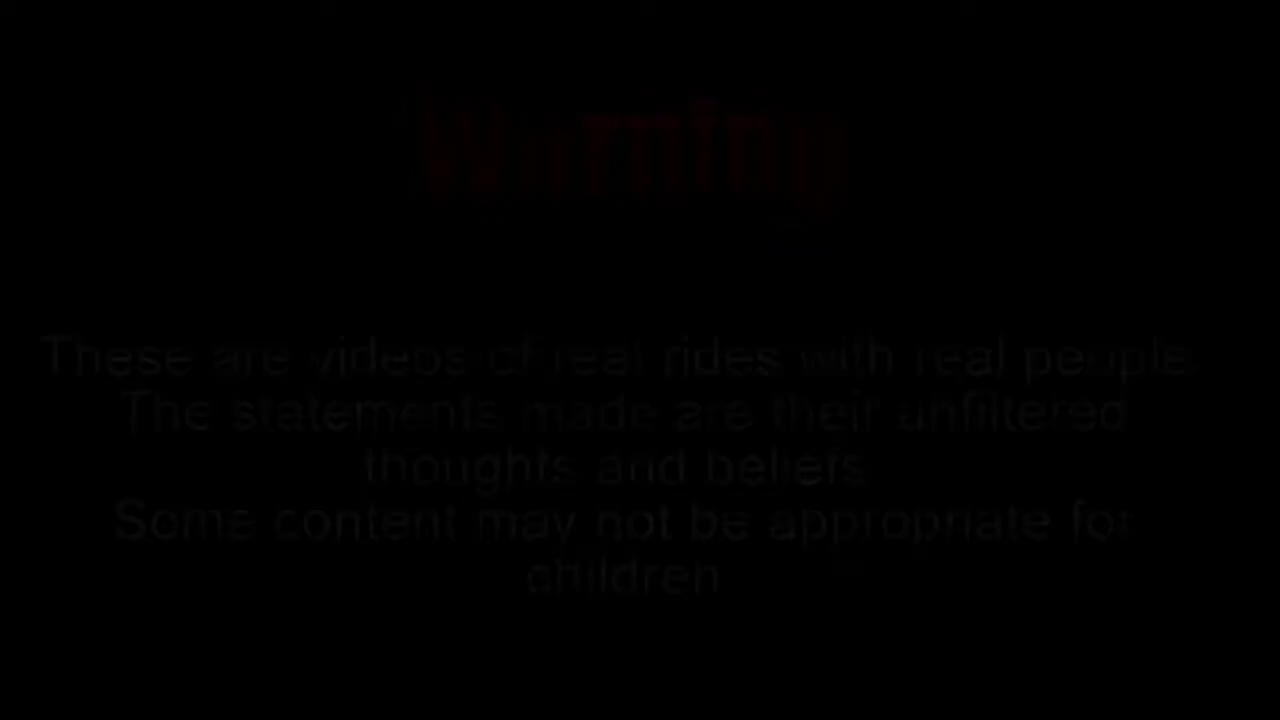 Warning
These are videos of real rides with real people.
The statements made are their unfiltered
thoughts and beliefs
Some content may not be appropriate for
children